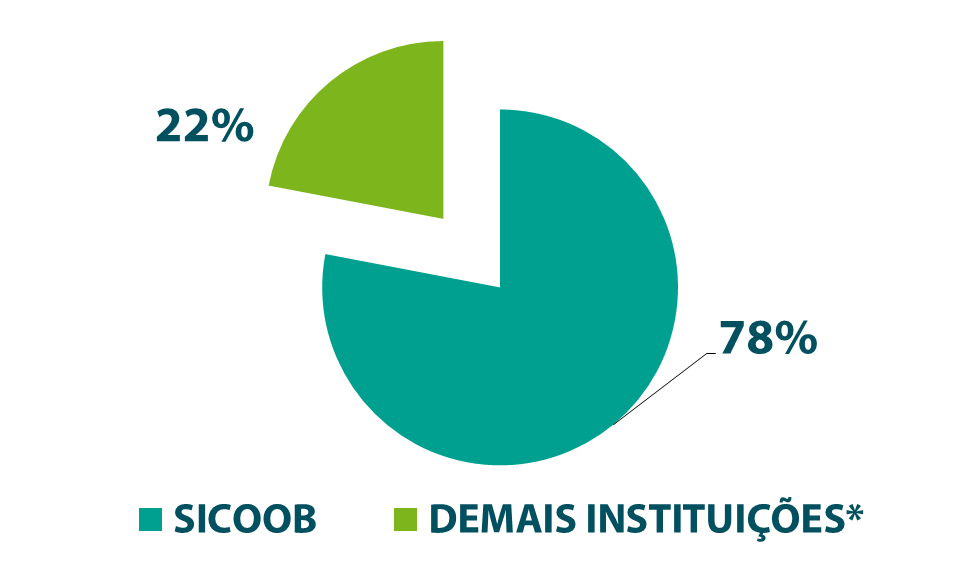 22%
78%
SICOOB
DEMAIS INSTITUIÇÕES*